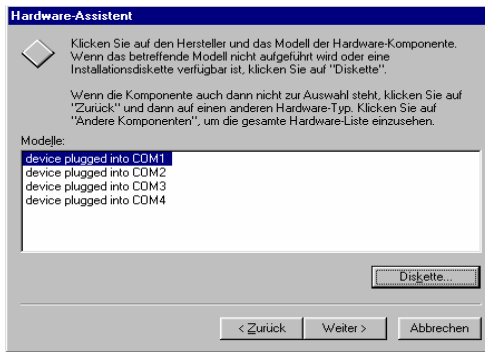 Hardware-Assistent
Klicken Sie auf den Hersteller und das Modell der Hardware-Komponente.
Wenn das betreffende Modell nicht aufgeführt wird oder eine
Installationsdiskette verfügbar ist, klicken Sie auf "Diskette".
Wenn die Komponente auch dann nicht zur Auswahl steht, klicken Sie auf
"Zurück" und dann auf einen anderen Hardware-Typ. Klicken Sie auf
"Andere Komponenten", um die gesamte Hardware-Liste einzusehen.
Modelle:
device plugged into COM1
device plugged into COM2
device plugged into COM3
device plugged into COM4
Diskette...
< Zurück Weiter > Abbrechen